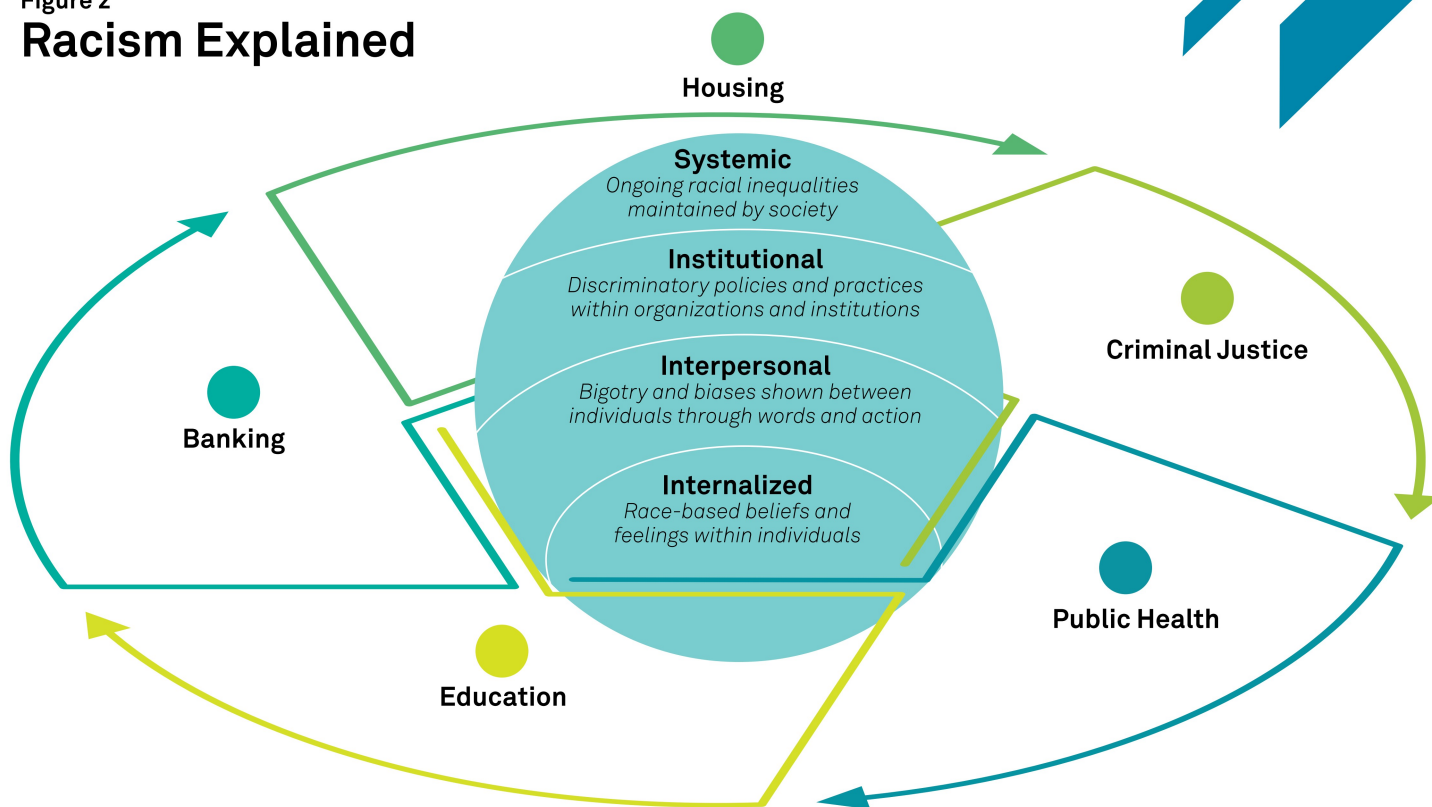 Figure 2
Racism Explained
Housing
Systemic
Ongoing racial inequalities
maintained by society
Institutional
Discriminatory policies and practices
within organizations and institutions
Criminal Justice
Interpersonal
Bigotry and biases shown between
individuals through words and action
Banking
Internalized
Race-based beliefs and
feelings within individuals
Public Health
Education